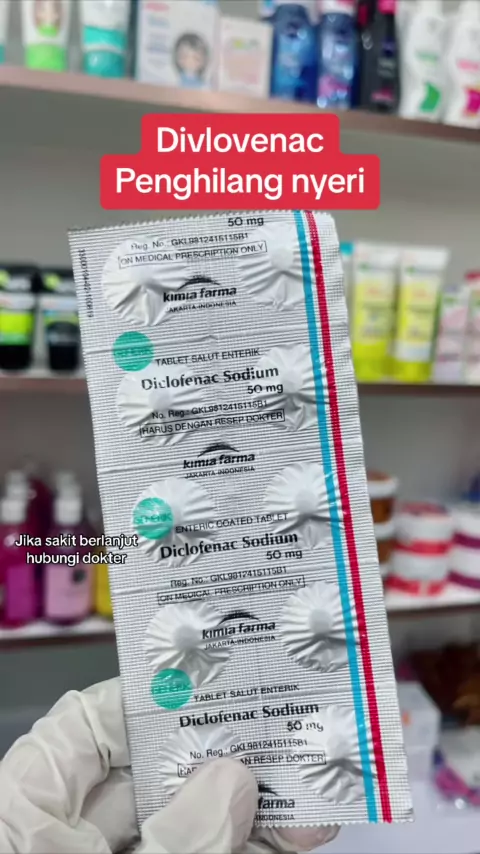 Divlovenac
Penghilang nyeri
50 mg
Reg. No.: GKL9812415115B1
ON MEDICAL PRESCRIPTION ONLY
kimia farma
JAKARTA-INDONESIA
TABLET SALUT ENTERIK
Diclofenac Sodium
50 mg
No. Reg.: GKL9812415115B1
HARUS DENGAN RESEP DOKTER
kimia farma
JAKARTA-INDONESIA
ENTERIC COATED TABLET
Diclofenac Sodium
50 mg
Jika sakit berlanjut
hubungi dokter
Reg. No.: GKL9812415115B1
ON MEDICAL PRESCRIPTION ONLY
kimia farma
JAKARTA-INDONESIA
TABLET SALUT ENTERIK
Diclofenac Sodium
50 mg
No. Reg.: GKL9812415115B1
RESEP DOKTER
farma